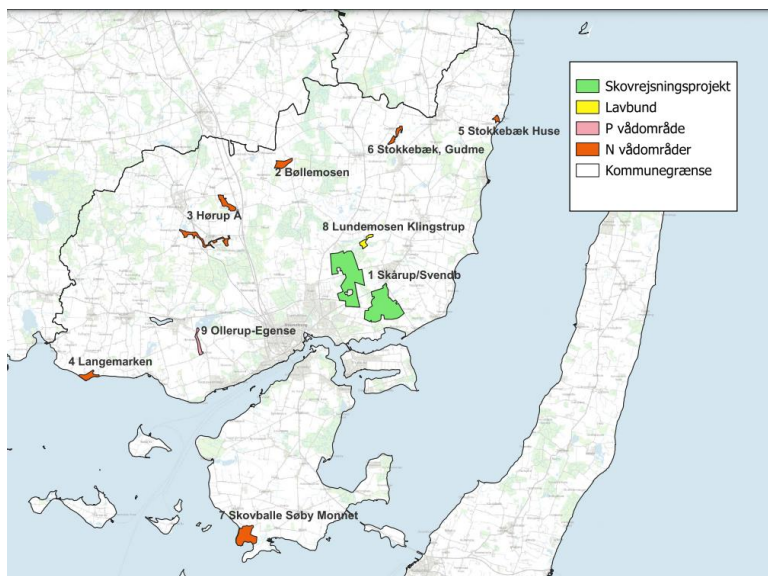 Skovrejsningsprojekt
Lavbund
P vådområde
N vådområder
Kommunegrænse
5 Stokkebæk Huse
6 Stokkebæk, Gudme
2 Bøllemosen
3 Hørup Å
8 Lundemosen Klingstrup
1 Skårup/Svendb
9 Ollerup-Egense
4 Langemarken
7 Skovballe Søby Monnet